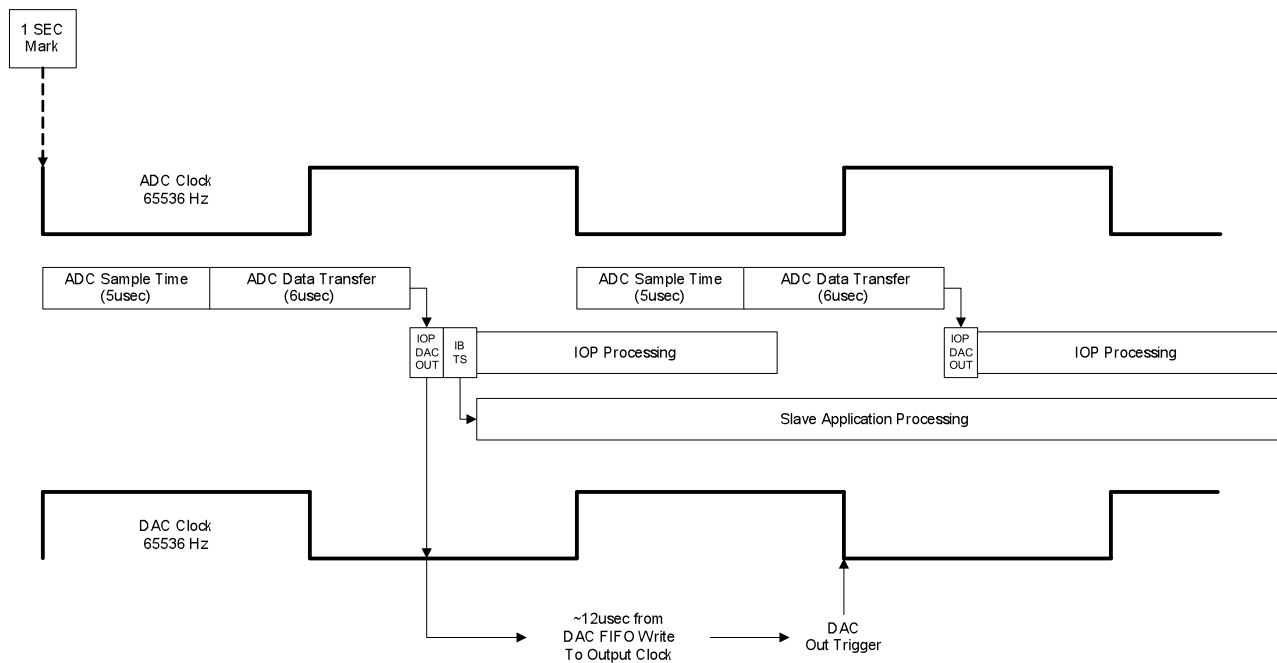 1 SEC
Mark
ADC Clock
65536 Hz
ADC Sample Time
(5usec)
ADC Data Transfer
(6usec)
ADC Sample Time
(5usec)
ADC Data Transfer
(6usec)
IOP
DAC
OUT
IB
TS
IOP Processing
IOP
DAC
OUT
IOP Processing
Slave Application Processing
DAC Clock
65536 Hz
~12usec from
DAC FIFO Write
To Output Clock
DAC
Out Trigger